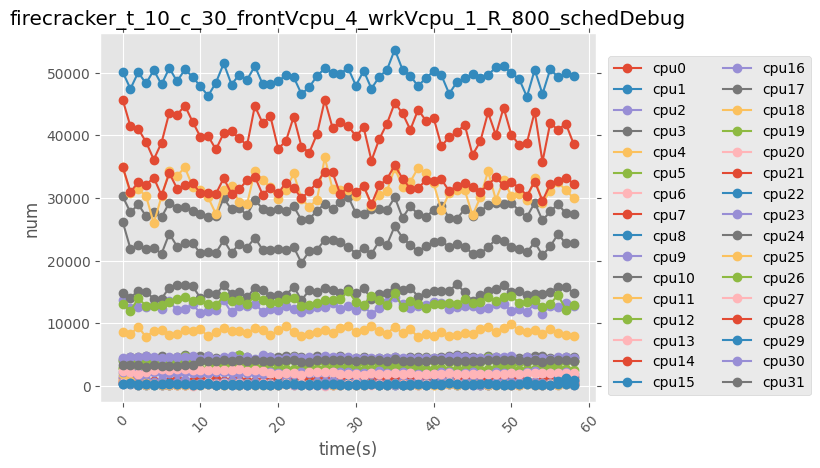 firecracker_t_10_c_30_frontVcpu_4_wrkVcpu_1_R_800_schedDebug
50000
40000
30000
20000
10000
0
num
0
10
20
30
40
50
60
time(s)
cpu0
cpu1
cpu2
cpu3
cpu4
cpu5
cpu6
cpu7
cpu8
cpu9
cpu10
cpu11
cpu12
cpu13
cpu14
cpu15
cpu16
cpu17
cpu18
cpu19
cpu20
cpu21
cpu22
cpu23
cpu24
cpu25
cpu26
cpu27
cpu28
cpu29
cpu30
cpu31